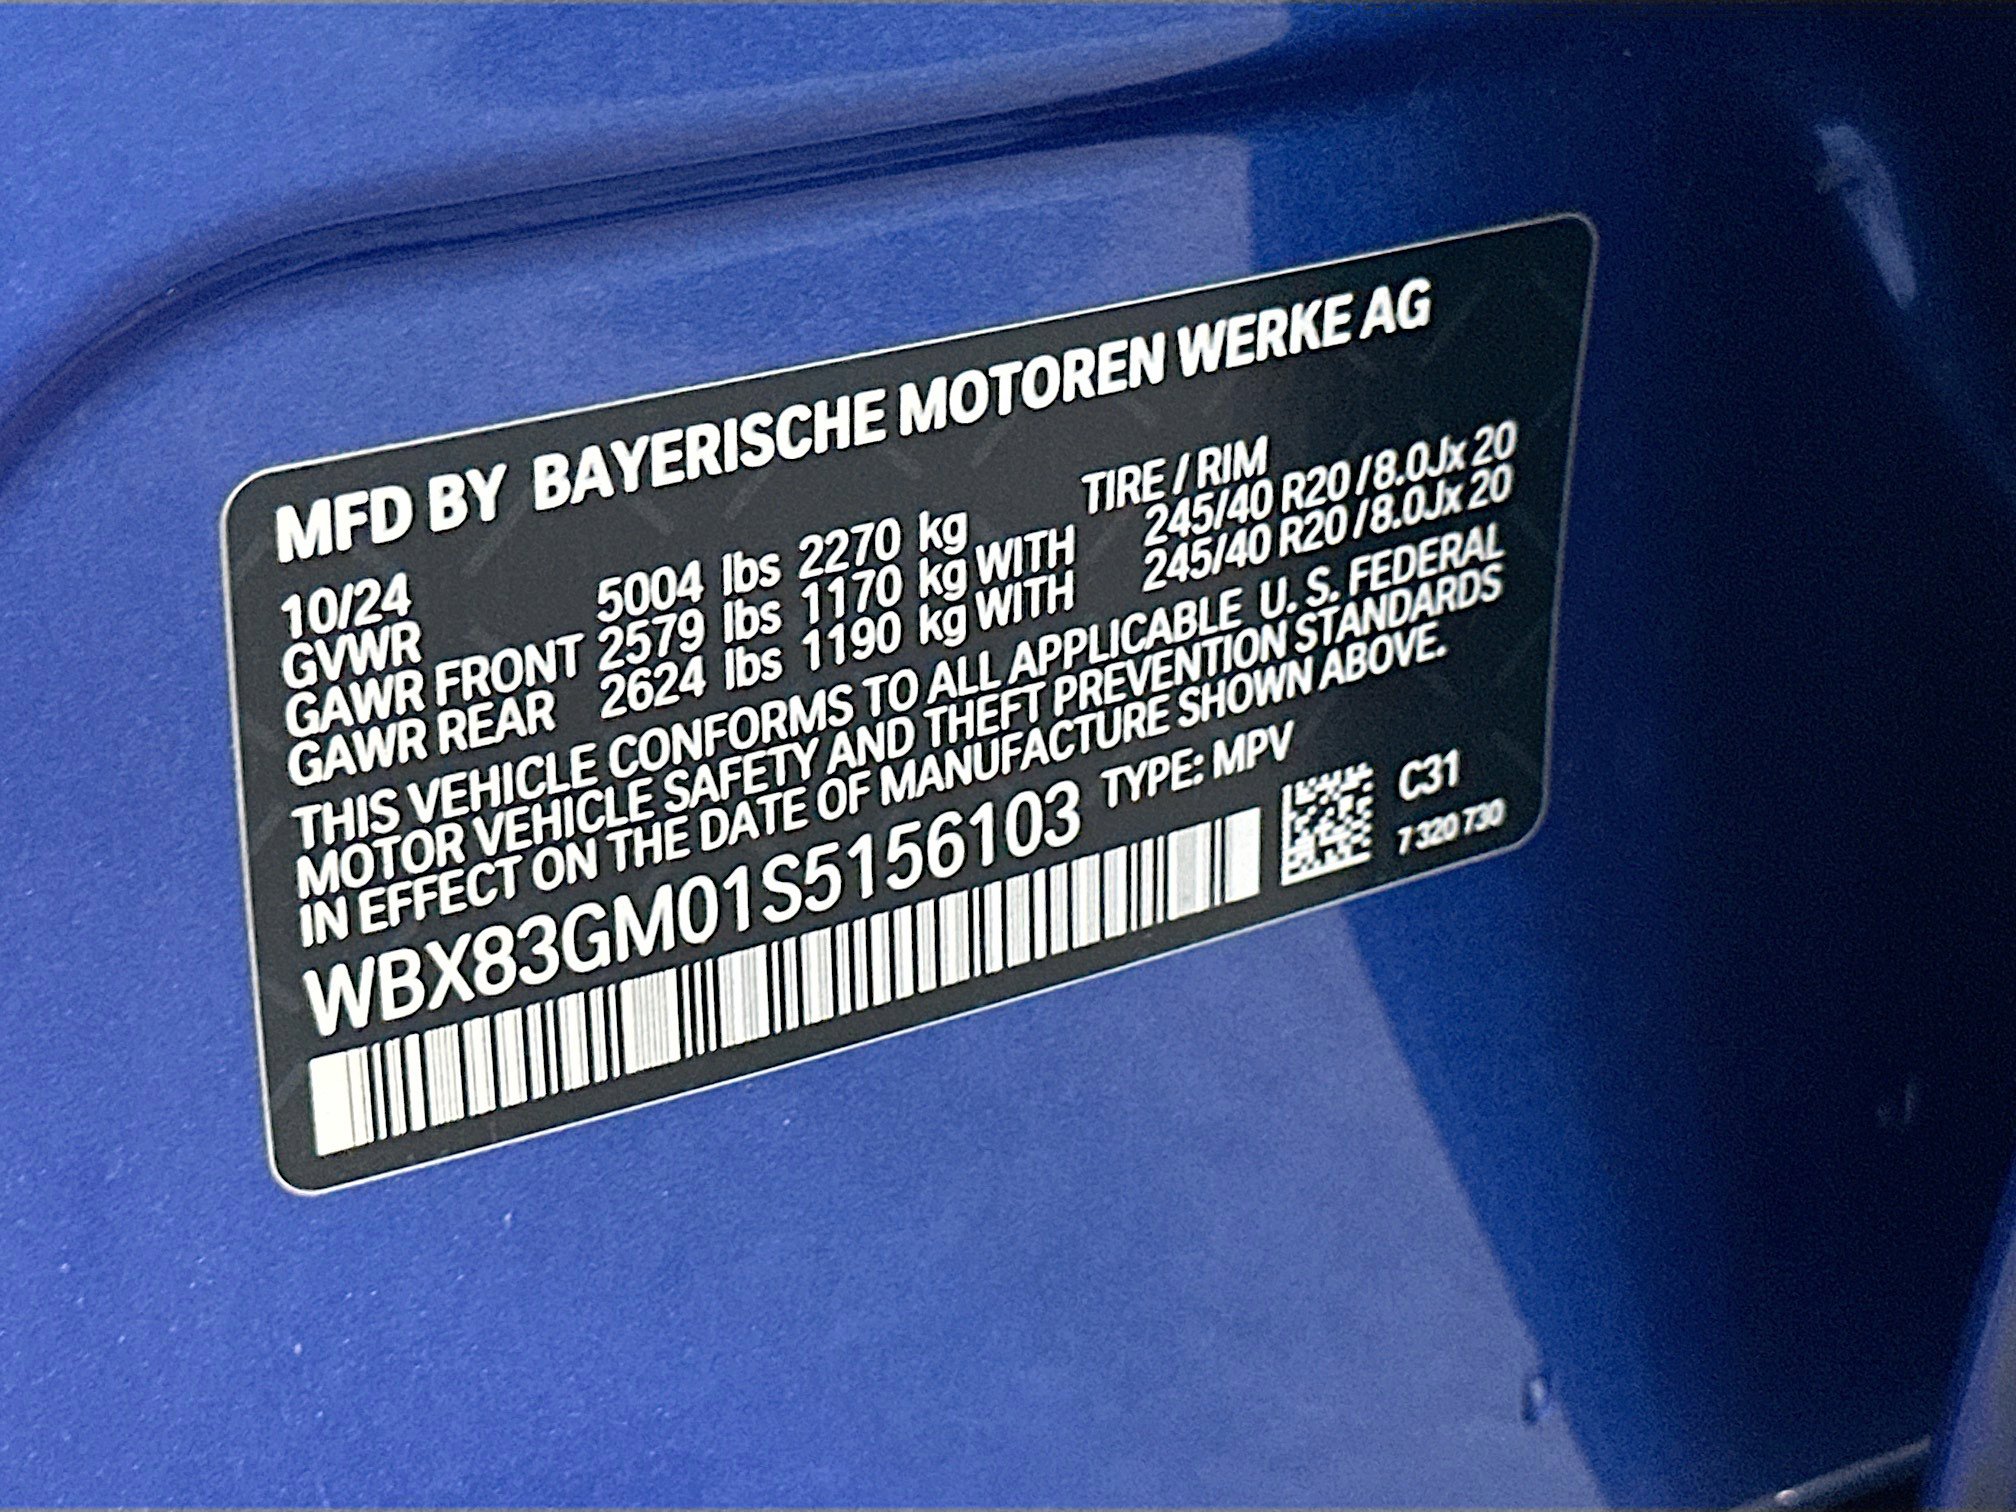 MFD BY BAYERISCHE MOTOREN WERKE AG
10/24 TIRE / RIM
GVWR 5004 lbs 2270 kg
GAWR FRONT 2579 lbs 1170 kg WITH 245/40 R20 / 8.0Jx 20
GAWR REAR 2624 lbs 1190 kg WITH 245/40 R20 / 8.0Jx 20
THIS VEHICLE CONFORMS TO ALL APPLICABLE U. S. FEDERAL
MOTOR VEHICLE SAFETY AND THEFT PREVENTION STANDARDS
IN EFFECT ON THE DATE OF MANUFACTURE SHOWN ABOVE.
WBX83GM01S5156103 TYPE: MPV
C31
7 320 730